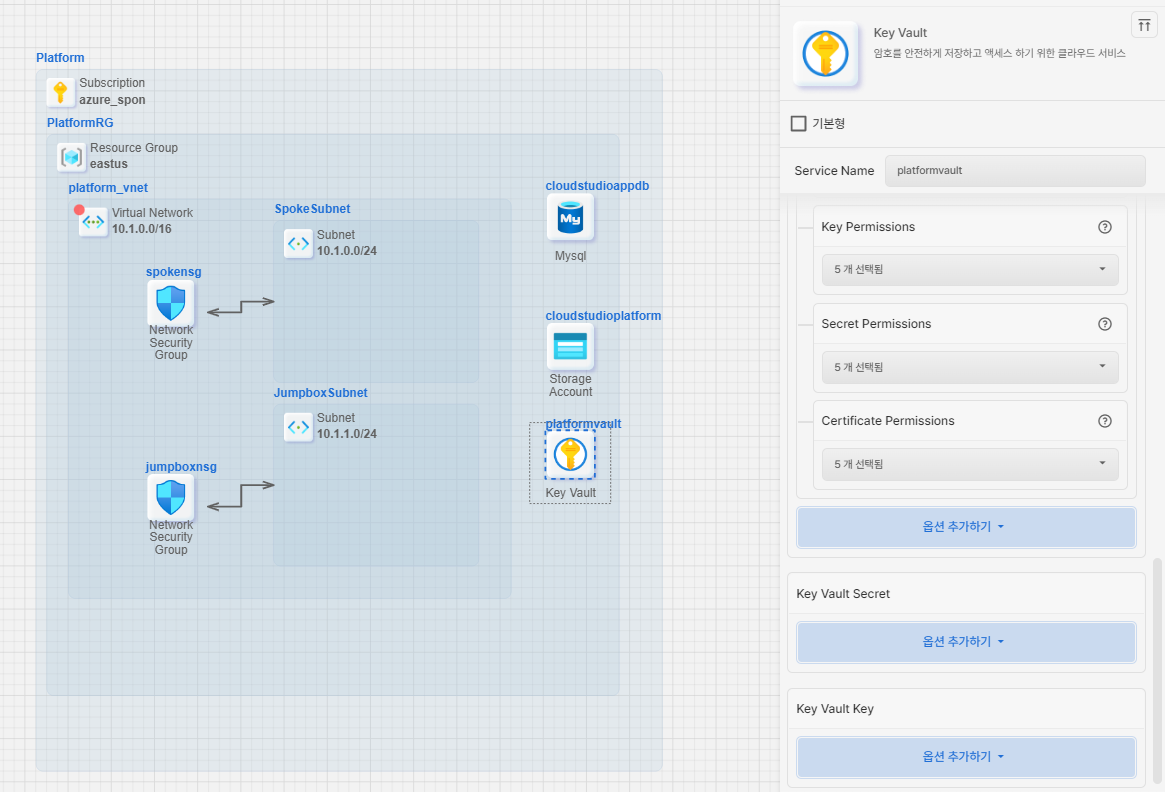 Platform
Subscription
azure_spon
PlatformRG
Resource Group
eastus
platform_vnet
Virtual Network
10.1.0.0/16
SpokeSubnet
Subnet
10.1.0.0/24
spokensg
Network
Security
Group
JumpboxSubnet
Subnet
10.1.1.0/24
jumpboxnsg
Network
Security
Group
cloudstudioappdb
My
Mysql
cloudstudioplatform
Storage
Account
platformvault
Key Vault
Key Vault
암호를 안전하게 저장하고 액세스 하기 위한 클라우드 서비스
기본형
Service Name
platformvault
Key Permissions
5 개 선택됨
Secret Permissions
5 개 선택됨
Certificate Permissions
5 개 선택됨
옵션 추가하기
Key Vault Secret
옵션 추가하기
Key Vault Key
옵션 추가하기